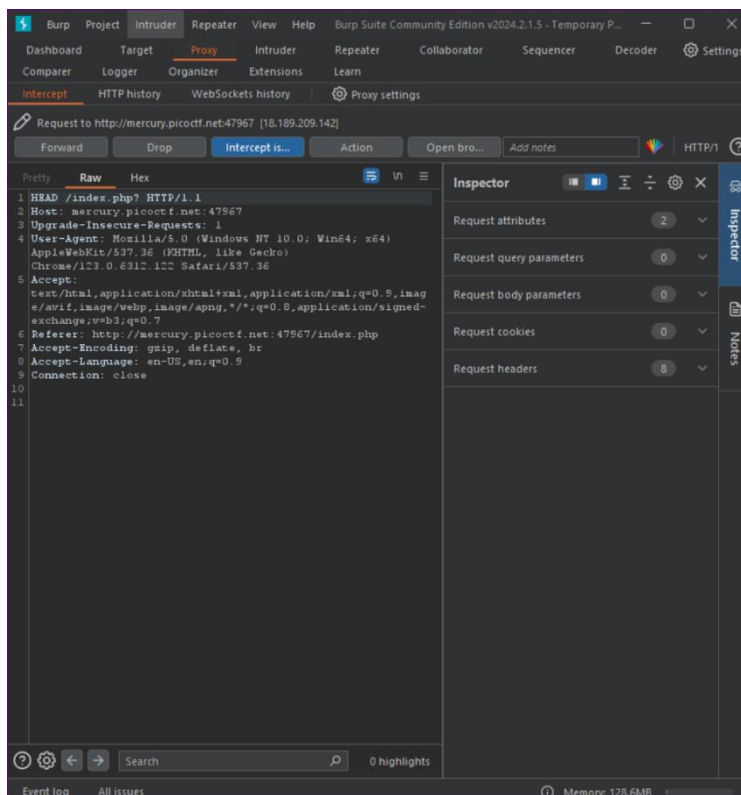 Burp Project Intruder Repeater View Help Burp Suite Community Edition v2024.2.1.5 - Temporary P...
Dashboard Target Proxy Intruder Repeater Collaborator Sequencer Decoder Settings
Comparer Logger Organizer Extensions Learn
Intercept HTTP history WebSockets history Proxy settings
Request to http://mercury.picoctf.net:47967 [18.189.209.142]
Forward Drop Intercept is... Action Open bro... Add notes HTTP/1
Pretty Raw Hex \n
Inspector
1 HEAD /index.php? HTTP/1.1
2 Host: mercury.picoctf.net:47967
3 Upgrade-Insecure-Requests: 1
4 User-Agent: Mozilla/5.0 (Windows NT 10.0; Win64; x64)
AppleWebKit/537.36 (KHTML, like Gecko)
Chrome/123.0.6312.122 Safari/537.36
5 Accept:
text/html,application/xhtml+xml,application/xml;q=0.9,imag
e/avif,image/webp,image/apng,*/*;q=0.8,application/signed-
exchange;v=b3;q=0.7
6 Referer: http://mercury.picoctf.net:47967/index.php
7 Accept-Encoding: gzip, deflate, br
8 Accept-Language: en-US,en;q=0.9
9 Connection: close
10
11
Request attributes 2
Request query parameters 0
Request body parameters 0
Request cookies 0
Request headers 8
Inspector
Notes
Search 0 highlights
Event log All issues Memory: 128.6MB